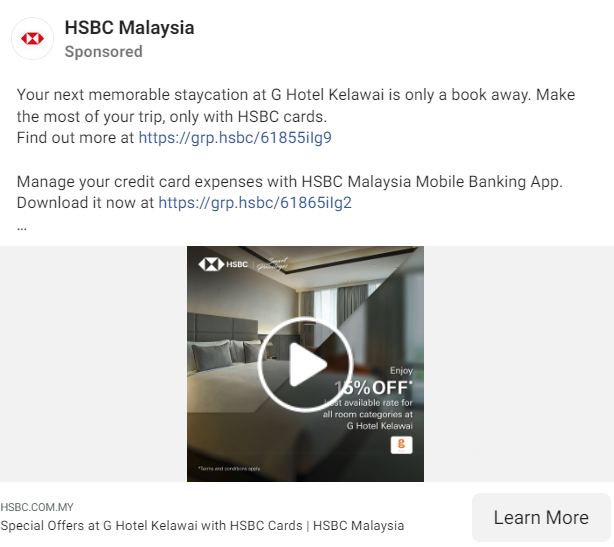 HSBC Malaysia
Sponsored
Your next memorable staycation at G Hotel Kelawai is only a book away. Make
the most of your trip, only with HSBC cards.
Find out more at https://grp.hsbc/61855iIg9
Manage your credit card expenses with HSBC Malaysia Mobile Banking App.
Download it now at https://grp.hsbc/61865iIg2
...
HSBC
Smart Privileges
Enjoy
15%OFF*
best available rate for
all room categories at
G Hotel Kelawai
g
*Terms and conditions apply
HSBC.COM.MY
Special Offers at G Hotel Kelawai with HSBC Cards | HSBC Malaysia
Learn More